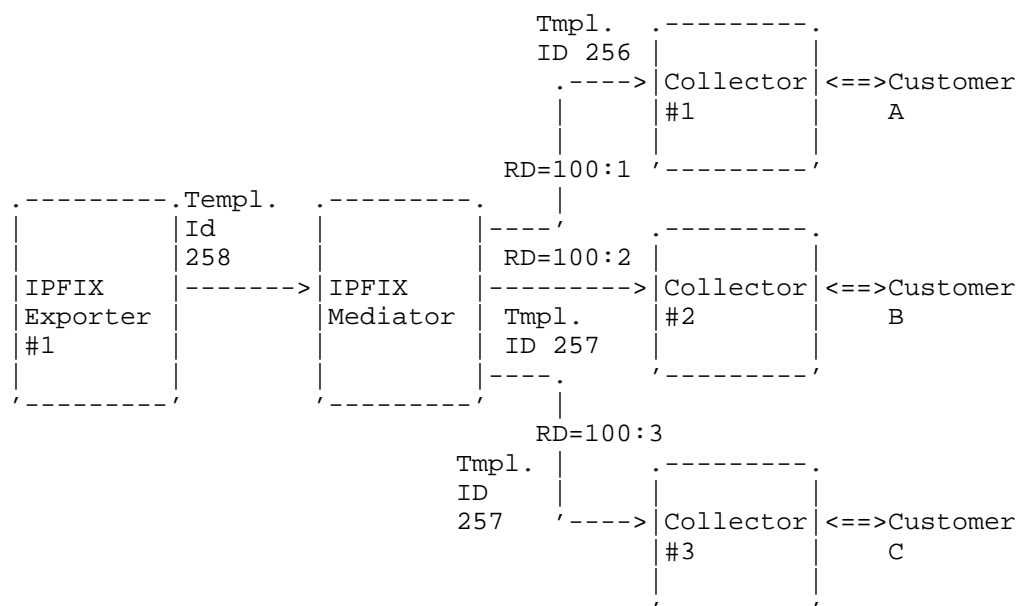 Tmpl.
ID 256
Collector <==>Customer
#1 A
RD=100:1
Templ.
Id
258
RD=100:2
IPFIX IPFIX Collector <==>Customer
Exporter Mediator Tmpl. #2 B
#1 ID 257
RD=100:3
Tmpl.
ID
257 Collector <==>Customer
#3 C